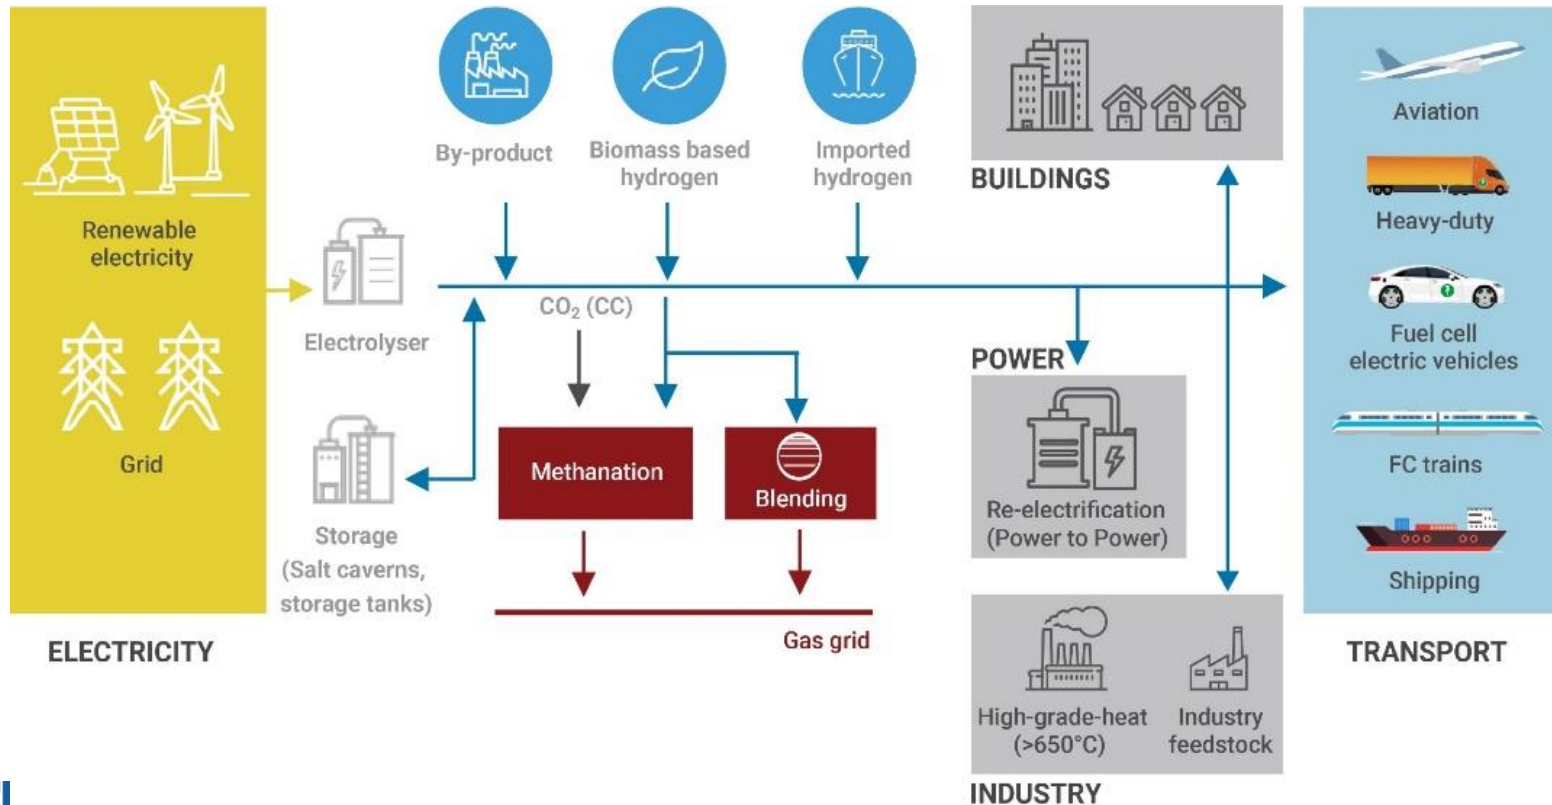 Renewable
electricity
Grid
ELECTRICITY
Electrolyser
Storage
(Salt caverns,
storage tanks)
By-product
Biomass based
hydrogen
Imported
hydrogen
CO₂ (CC)
Methanation
Blending
Gas grid
BUILDINGS
POWER
Re-electrification
(Power to Power)
High-grade-heat
(>650°C)
Industry
feedstock
INDUSTRY
Aviation
Heavy-duty
Fuel cell
electric vehicles
FC trains
Shipping
TRANSPORT